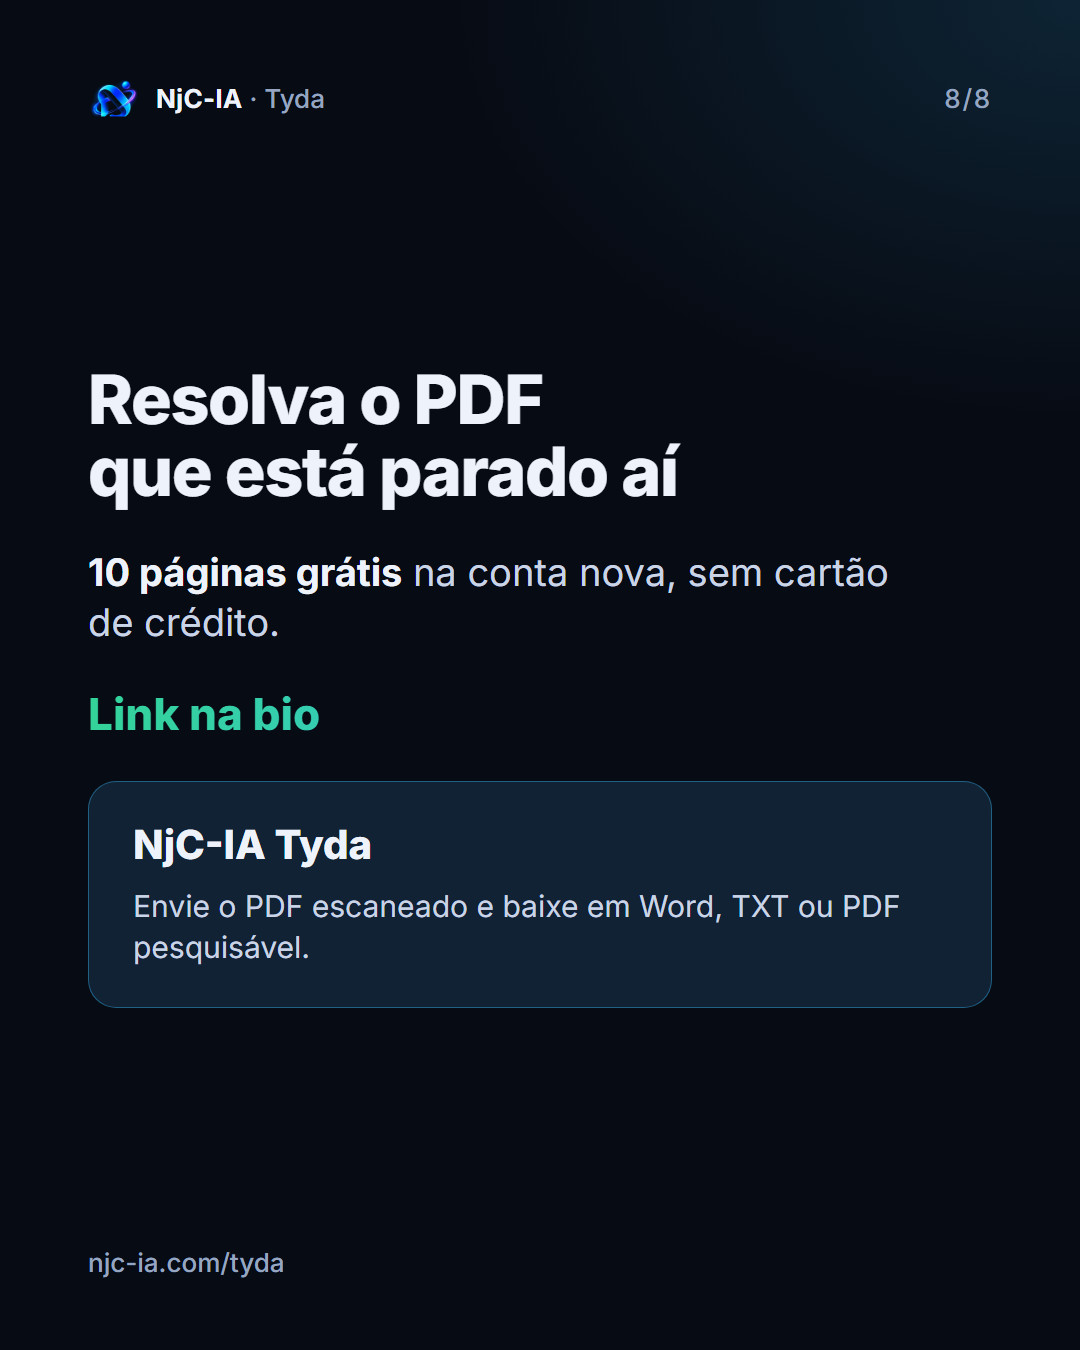 NjC-IA · Tyda
8/8
Resolva o PDF
que está parado aí
10 páginas grátis na conta nova, sem cartão
de crédito.
Link na bio
NjC-IA Tyda
Envie o PDF escaneado e baixe em Word, TXT ou PDF
pesquisável.
njc-ia.com/tyda